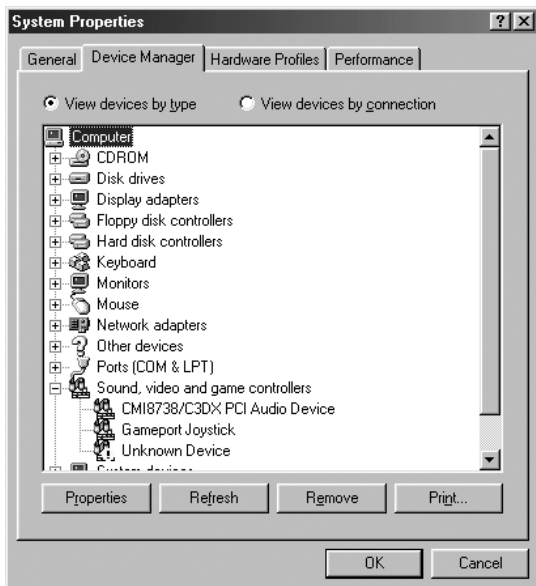 System Properties
General Device Manager Hardware Profiles Performance
View devices by type View devices by connection
Computer
CDROM
Disk drives
Display adapters
Floppy disk controllers
Hard disk controllers
Keyboard
Monitors
Mouse
Network adapters
Other devices
Ports (COM & LPT)
Sound, video and game controllers
CMI8738/C3DX PCI Audio Device
Gameport Joystick
Unknown Device
System devices
Properties Refresh Remove Print...
OK Cancel